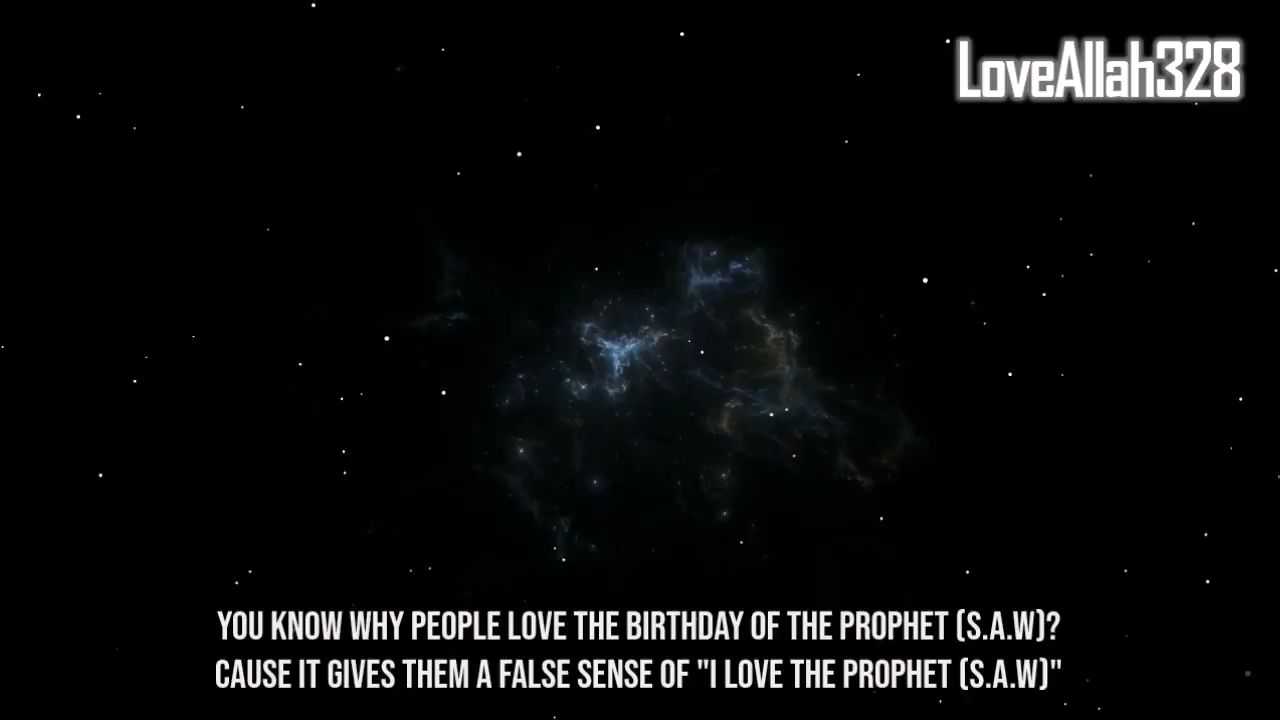 LoveAllah328
YOU KNOW WHY PEOPLE LOVE THE BIRTHDAY OF THE PROPHET (S.A.W)?
CAUSE IT GIVES THEM A FALSE SENSE OF "I LOVE THE PROPHET (S.A.W)"